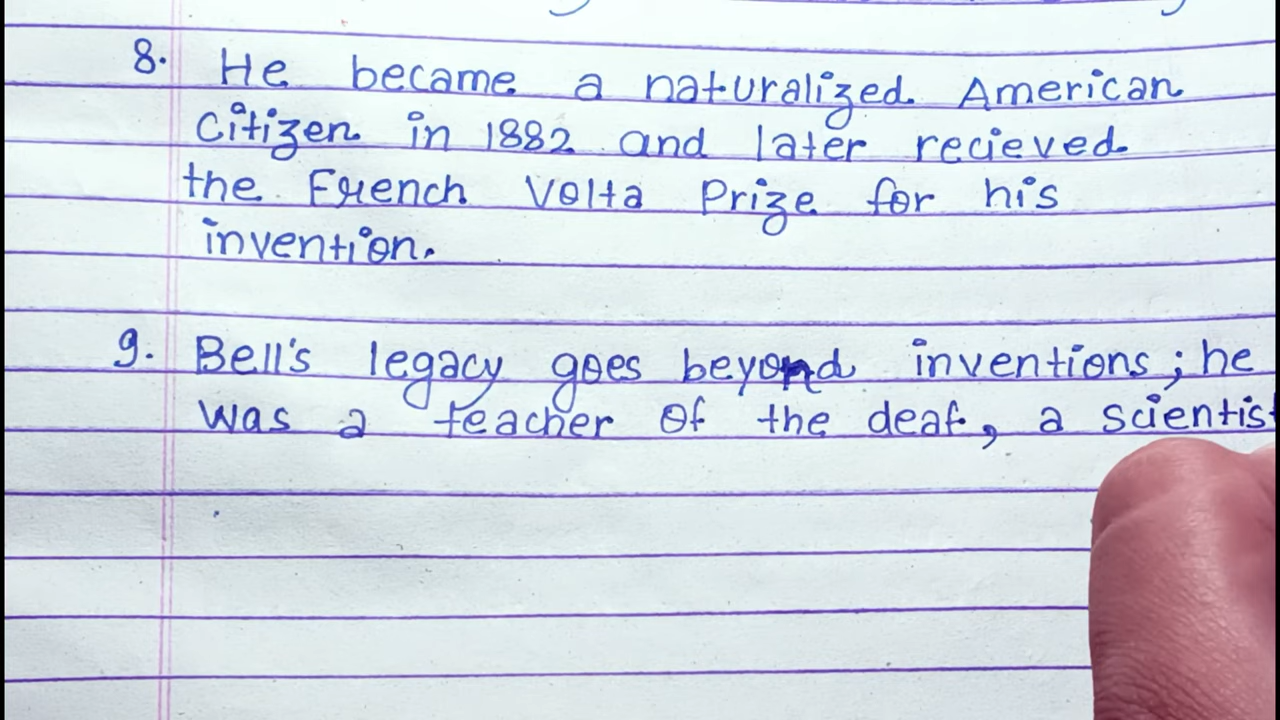 8. He became a naturalized American
citizen in 1882 and later recieved
the French Volta Prize for his
invention.
9. Bell's legacy goes beyond inventions; he
was a teacher of the deaf, a scientist